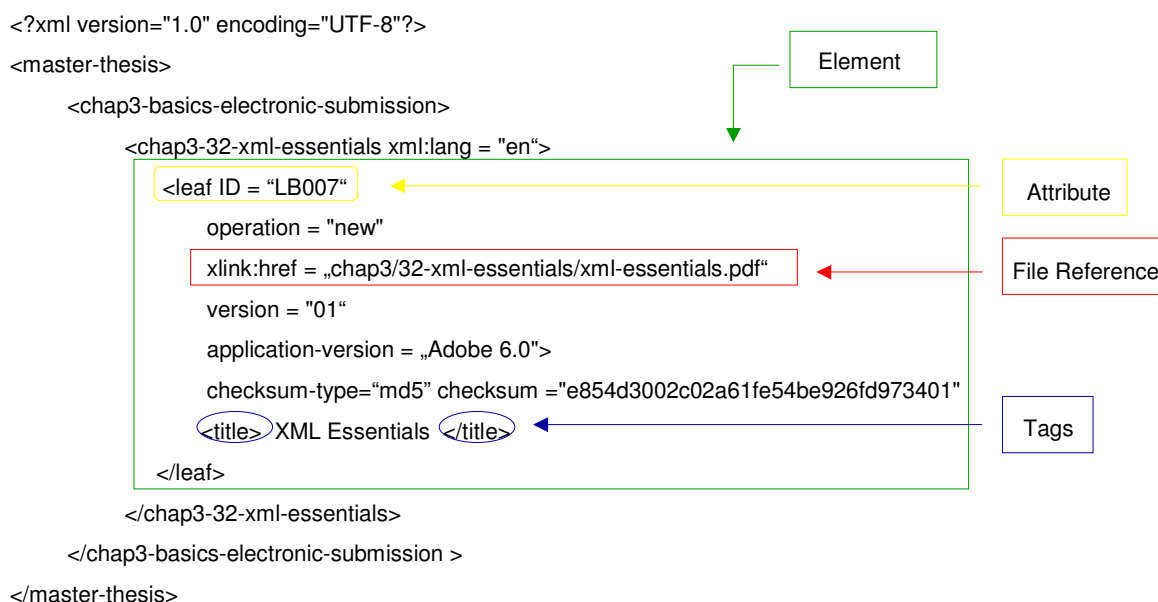 <?xml version="1.0" encoding="UTF-8"?>
<master-thesis>
Element
<chap3-basics-electronic-submission>
<chap3-32-xml-essentials xml:lang = "en“>
<leaf ID = “LB007“
Attribute
operation = "new"
xlink:href = „chap3/32-xml-essentials/xml-essentials.pdf“
File Reference
version = "01“
application-version = „Adobe 6.0">
checksum-type=“md5” checksum ="e854d3002c02a61fe54be926fd973401"
<title> XML Essentials </title>
Tags
</leaf>
</chap3-32-xml-essentials>
</chap3-basics-electronic-submission >
</master-thesis>